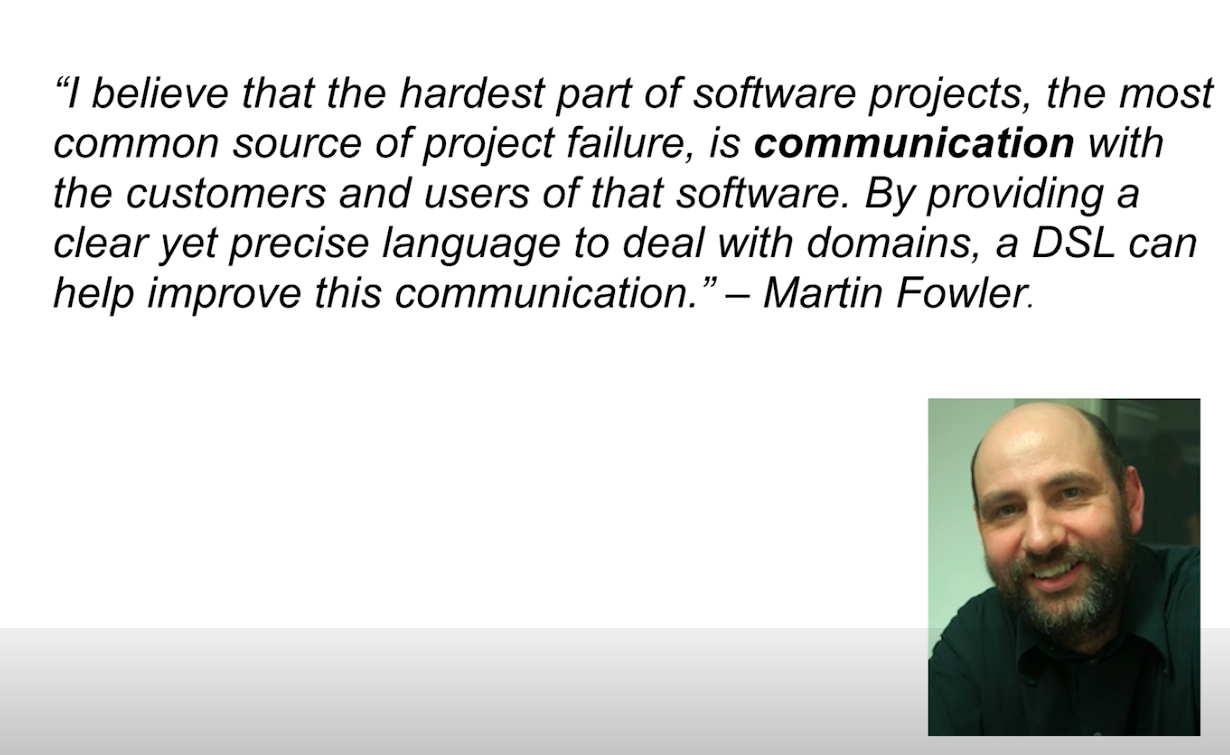 “I believe that the hardest part of software projects, the most
common source of project failure, is communication with
the customers and users of that software. By providing a
clear yet precise language to deal with domains, a DSL can
help improve this communication.” – Martin Fowler.